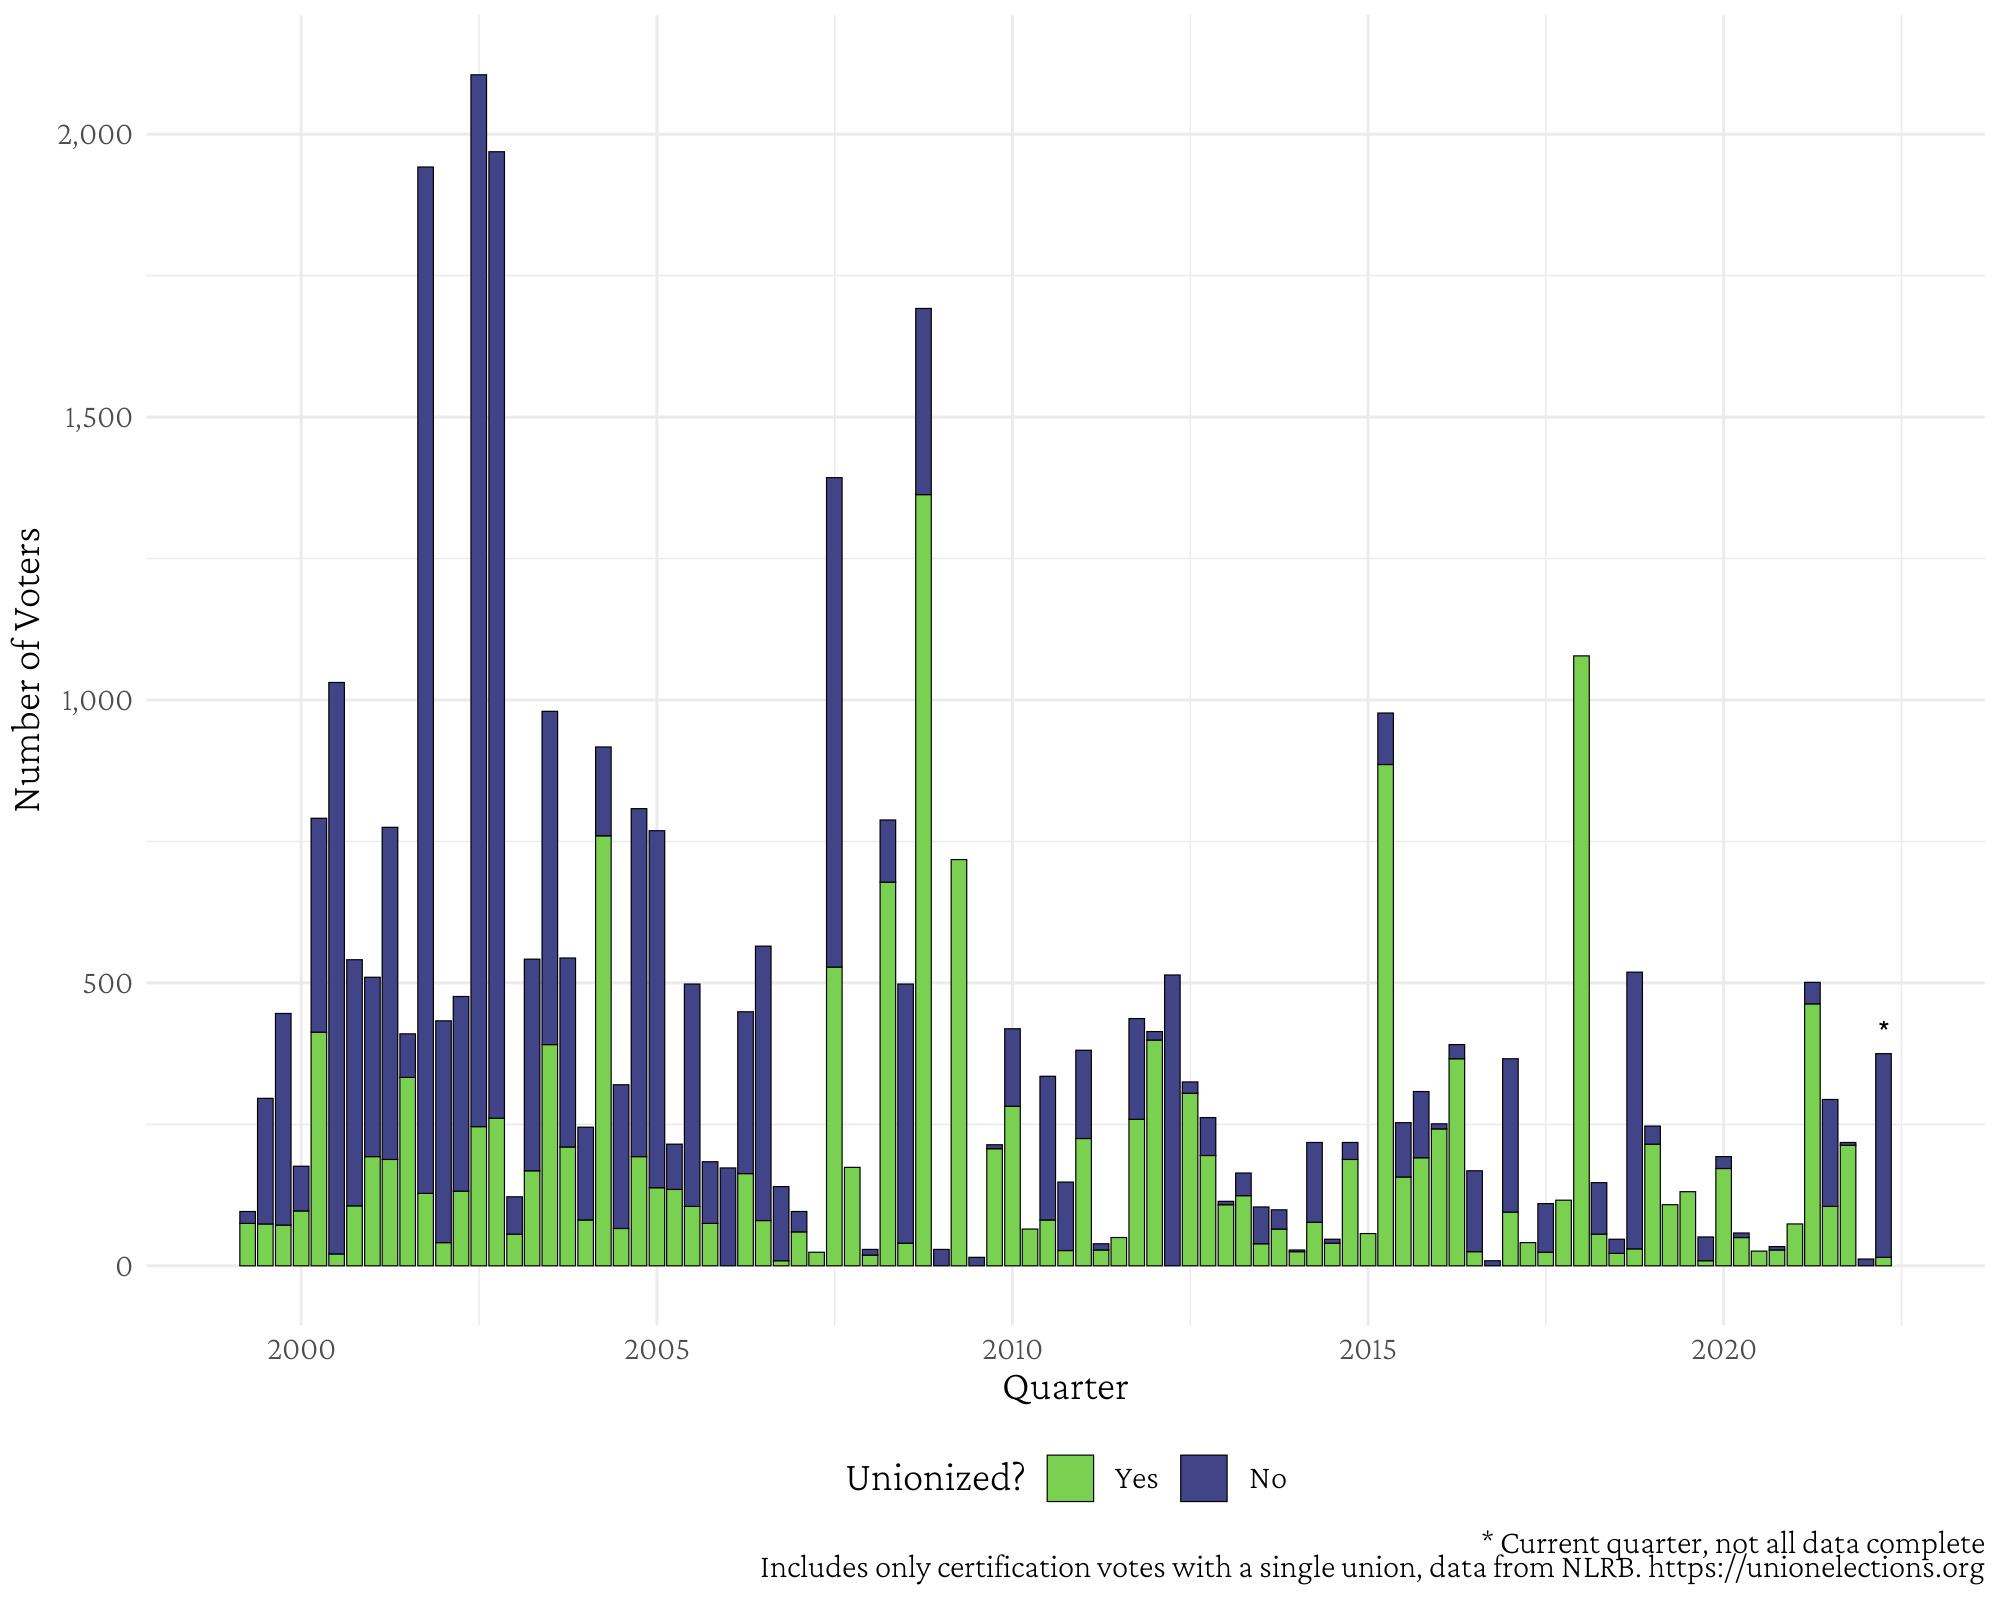 2,000
1,500
1,000
500
0
Number of Voters
*
2000 2005 2010 2015 2020
Quarter
Unionized? Yes No
* Current quarter, not all data complete
Includes only certification votes with a single union, data from NLRB. https://unionelections.org